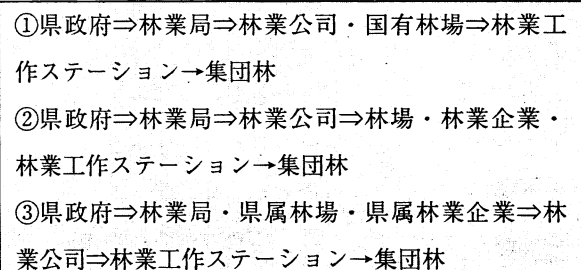 ①県政府⇒林業局⇒林業公司・国有林場⇒林業工
作ステーション→集団林
②県政府⇒林業局⇒林業公司⇒林場・林業企業・
林業工作ステーション→集団林
③県政府⇒林業局・県属林場・県属林業企業⇒林
業公司⇒林業工作ステーション→集団林